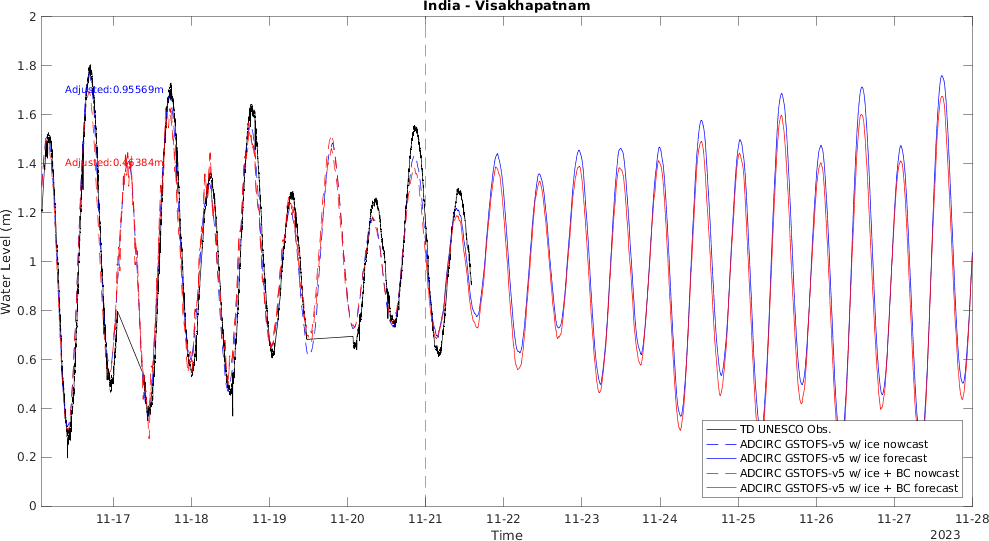 India - Visakhapatnam
Water Level (m)
2
1.8
1.6
1.4
1.2
1
0.8
0.6
0.4
0.2
0
Adjusted:0.95569m
Adjusted:0.46384m
TD UNESCO Obs.
ADCIRC GSTOFS-v5 w/ ice nowcast
ADCIRC GSTOFS-v5 w/ ice forecast
ADCIRC GSTOFS-v5 w/ ice + BC nowcast
ADCIRC GSTOFS-v5 w/ ice + BC forecast
11-17 11-18 11-19 11-20 11-21 11-22 11-23 11-24 11-25 11-26 11-27 11-28
Time
2023